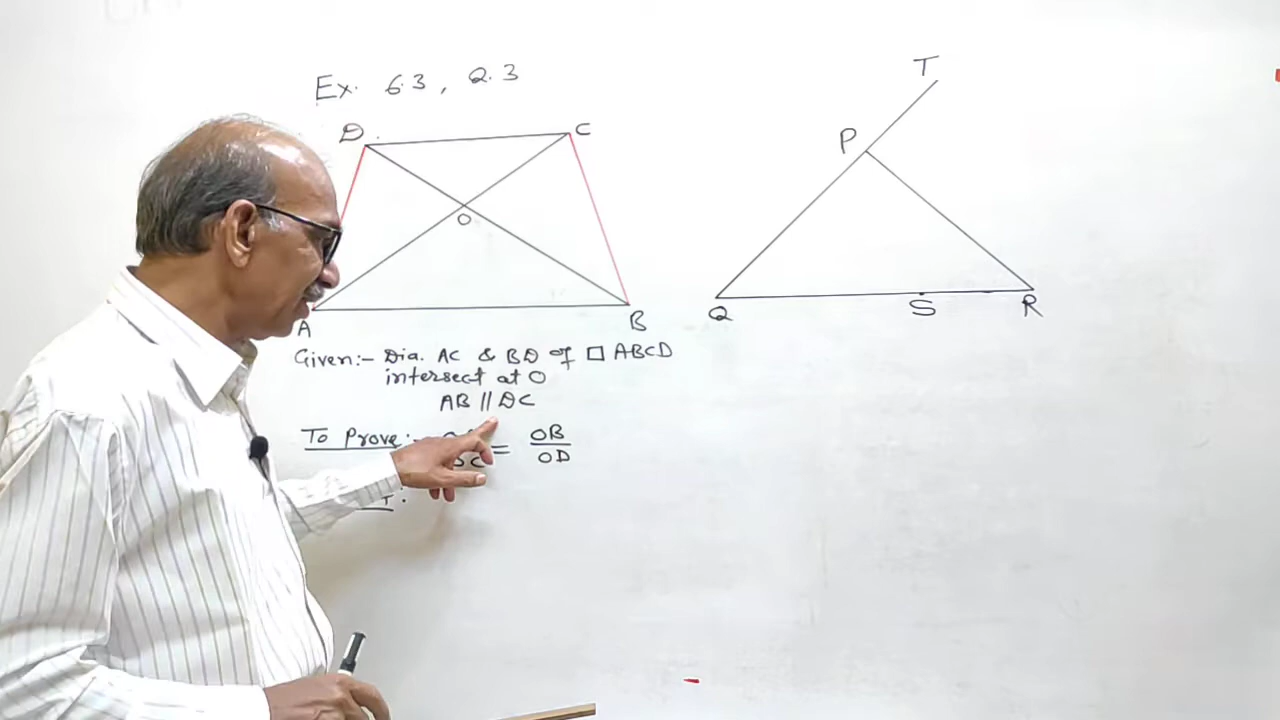 Ex. 6.3, Q.3
D
C
O
A
B
Given:- Dia. AC & BD of □ ABCD
intersect at O
AB // DC
To Prove:- = OB
OD
T
P
Q
S
R